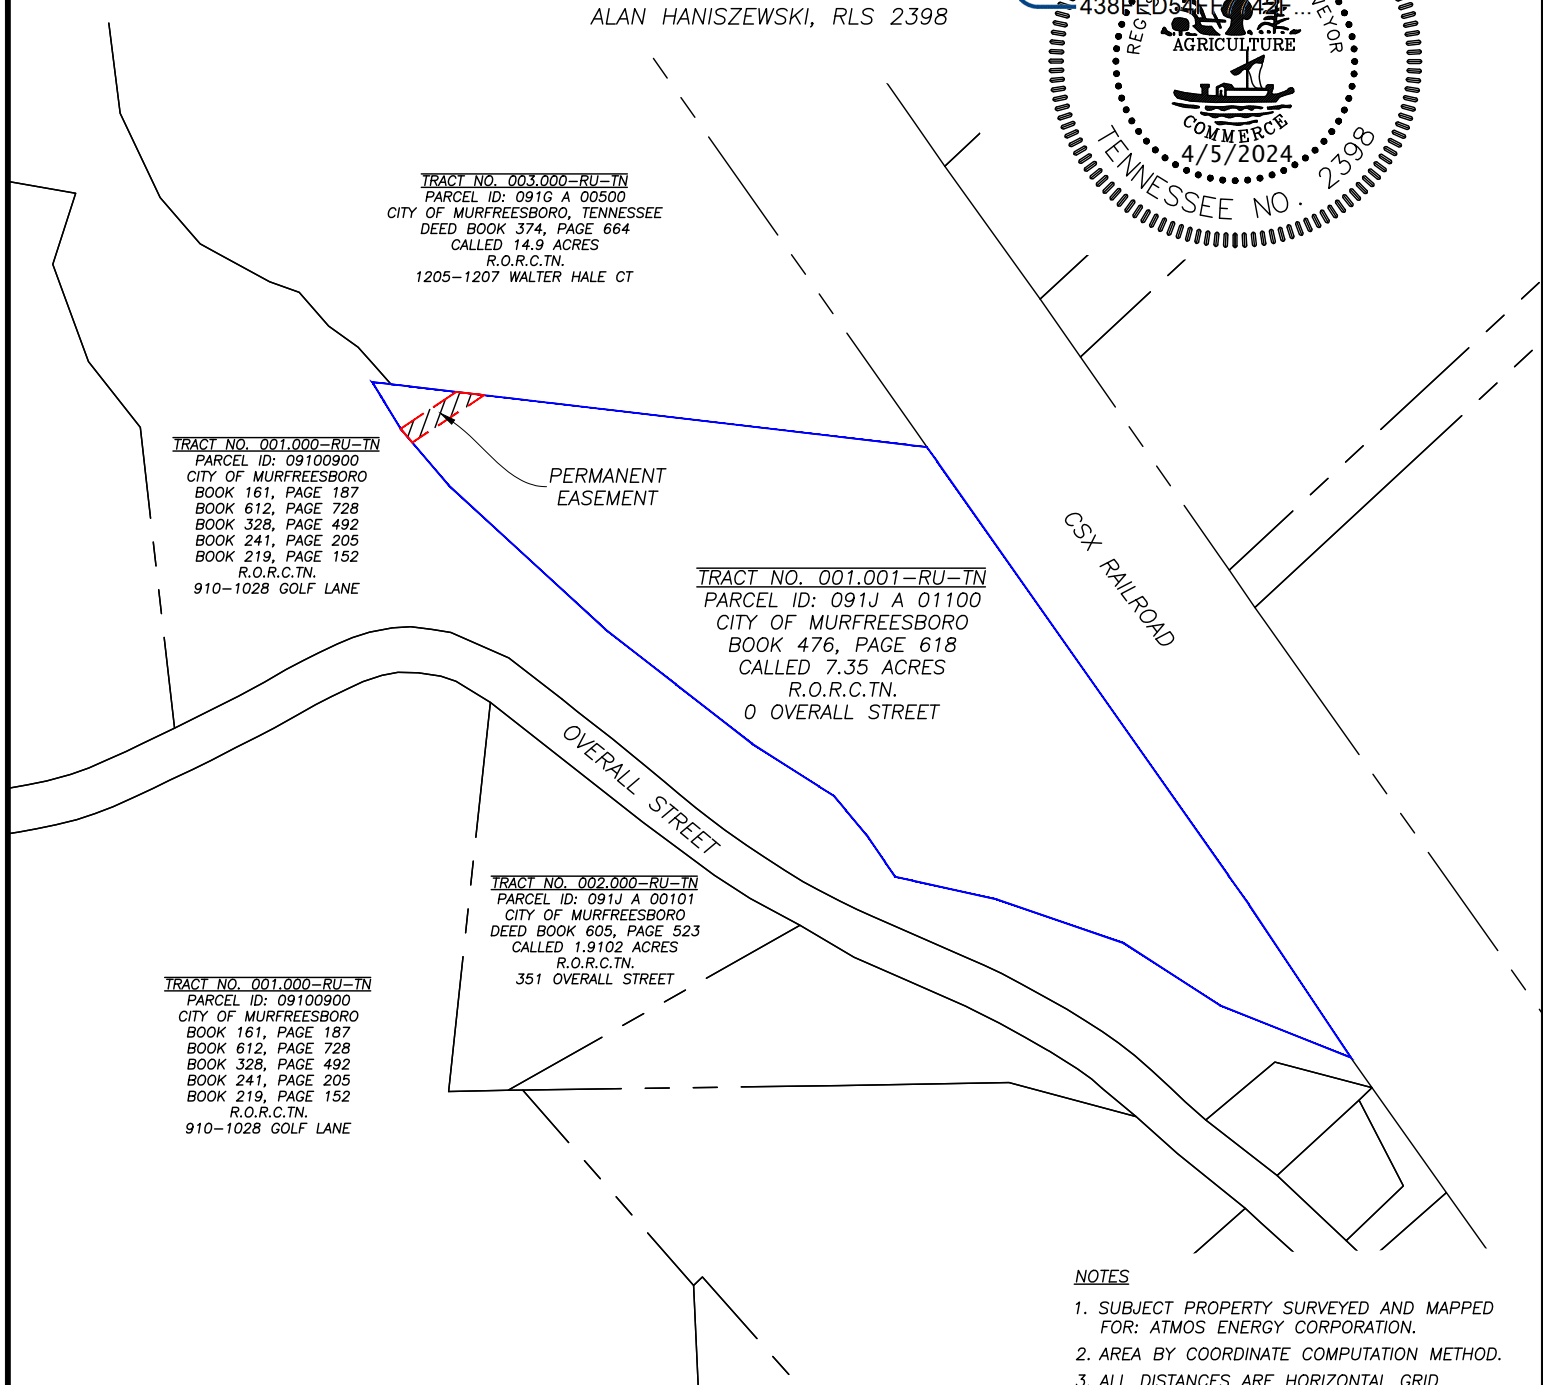 ALAN HANISZEWSKI, RLS 2398
AGRICULTURE
COMMERCE
4/5/2024
TENNESSEE NO. 2398
TRACT NO. 003.000-RU-TN
PARCEL ID: 091G A 00500
CITY OF MURFREESBORO, TENNESSEE
DEED BOOK 374, PAGE 664
CALLED 14.9 ACRES
R.O.R.C.TN.
1205-1207 WALTER HALE CT
TRACT NO. 001.000-RU-TN
PARCEL ID: 09100900
CITY OF MURFREESBORO
BOOK 161, PAGE 187
BOOK 612, PAGE 728
BOOK 328, PAGE 492
BOOK 241, PAGE 205
BOOK 219, PAGE 152
R.O.R.C.TN.
910-1028 GOLF LANE
PERMANENT
EASEMENT
CSX RAILROAD
TRACT NO. 001.001-RU-TN
PARCEL ID: 091J A 01100
CITY OF MURFREESBORO
BOOK 476, PAGE 618
CALLED 7.35 ACRES
R.O.R.C.TN.
0 OVERALL STREET
OVERALL STREET
TRACT NO. 002.000-RU-TN
PARCEL ID: 091J A 00101
CITY OF MURFREESBORO
DEED BOOK 605, PAGE 523
CALLED 1.9102 ACRES
R.O.R.C.TN.
351 OVERALL STREET
TRACT NO. 001.000-RU-TN
PARCEL ID: 09100900
CITY OF MURFREESBORO
BOOK 161, PAGE 187
BOOK 612, PAGE 728
BOOK 328, PAGE 492
BOOK 241, PAGE 205
BOOK 219, PAGE 152
R.O.R.C.TN.
910-1028 GOLF LANE
NOTES
1. SUBJECT PROPERTY SURVEYED AND MAPPED
FOR: ATMOS ENERGY CORPORATION.
2. AREA BY COORDINATE COMPUTATION METHOD.
3. ALL DISTANCES ARE HORIZONTAL GRID